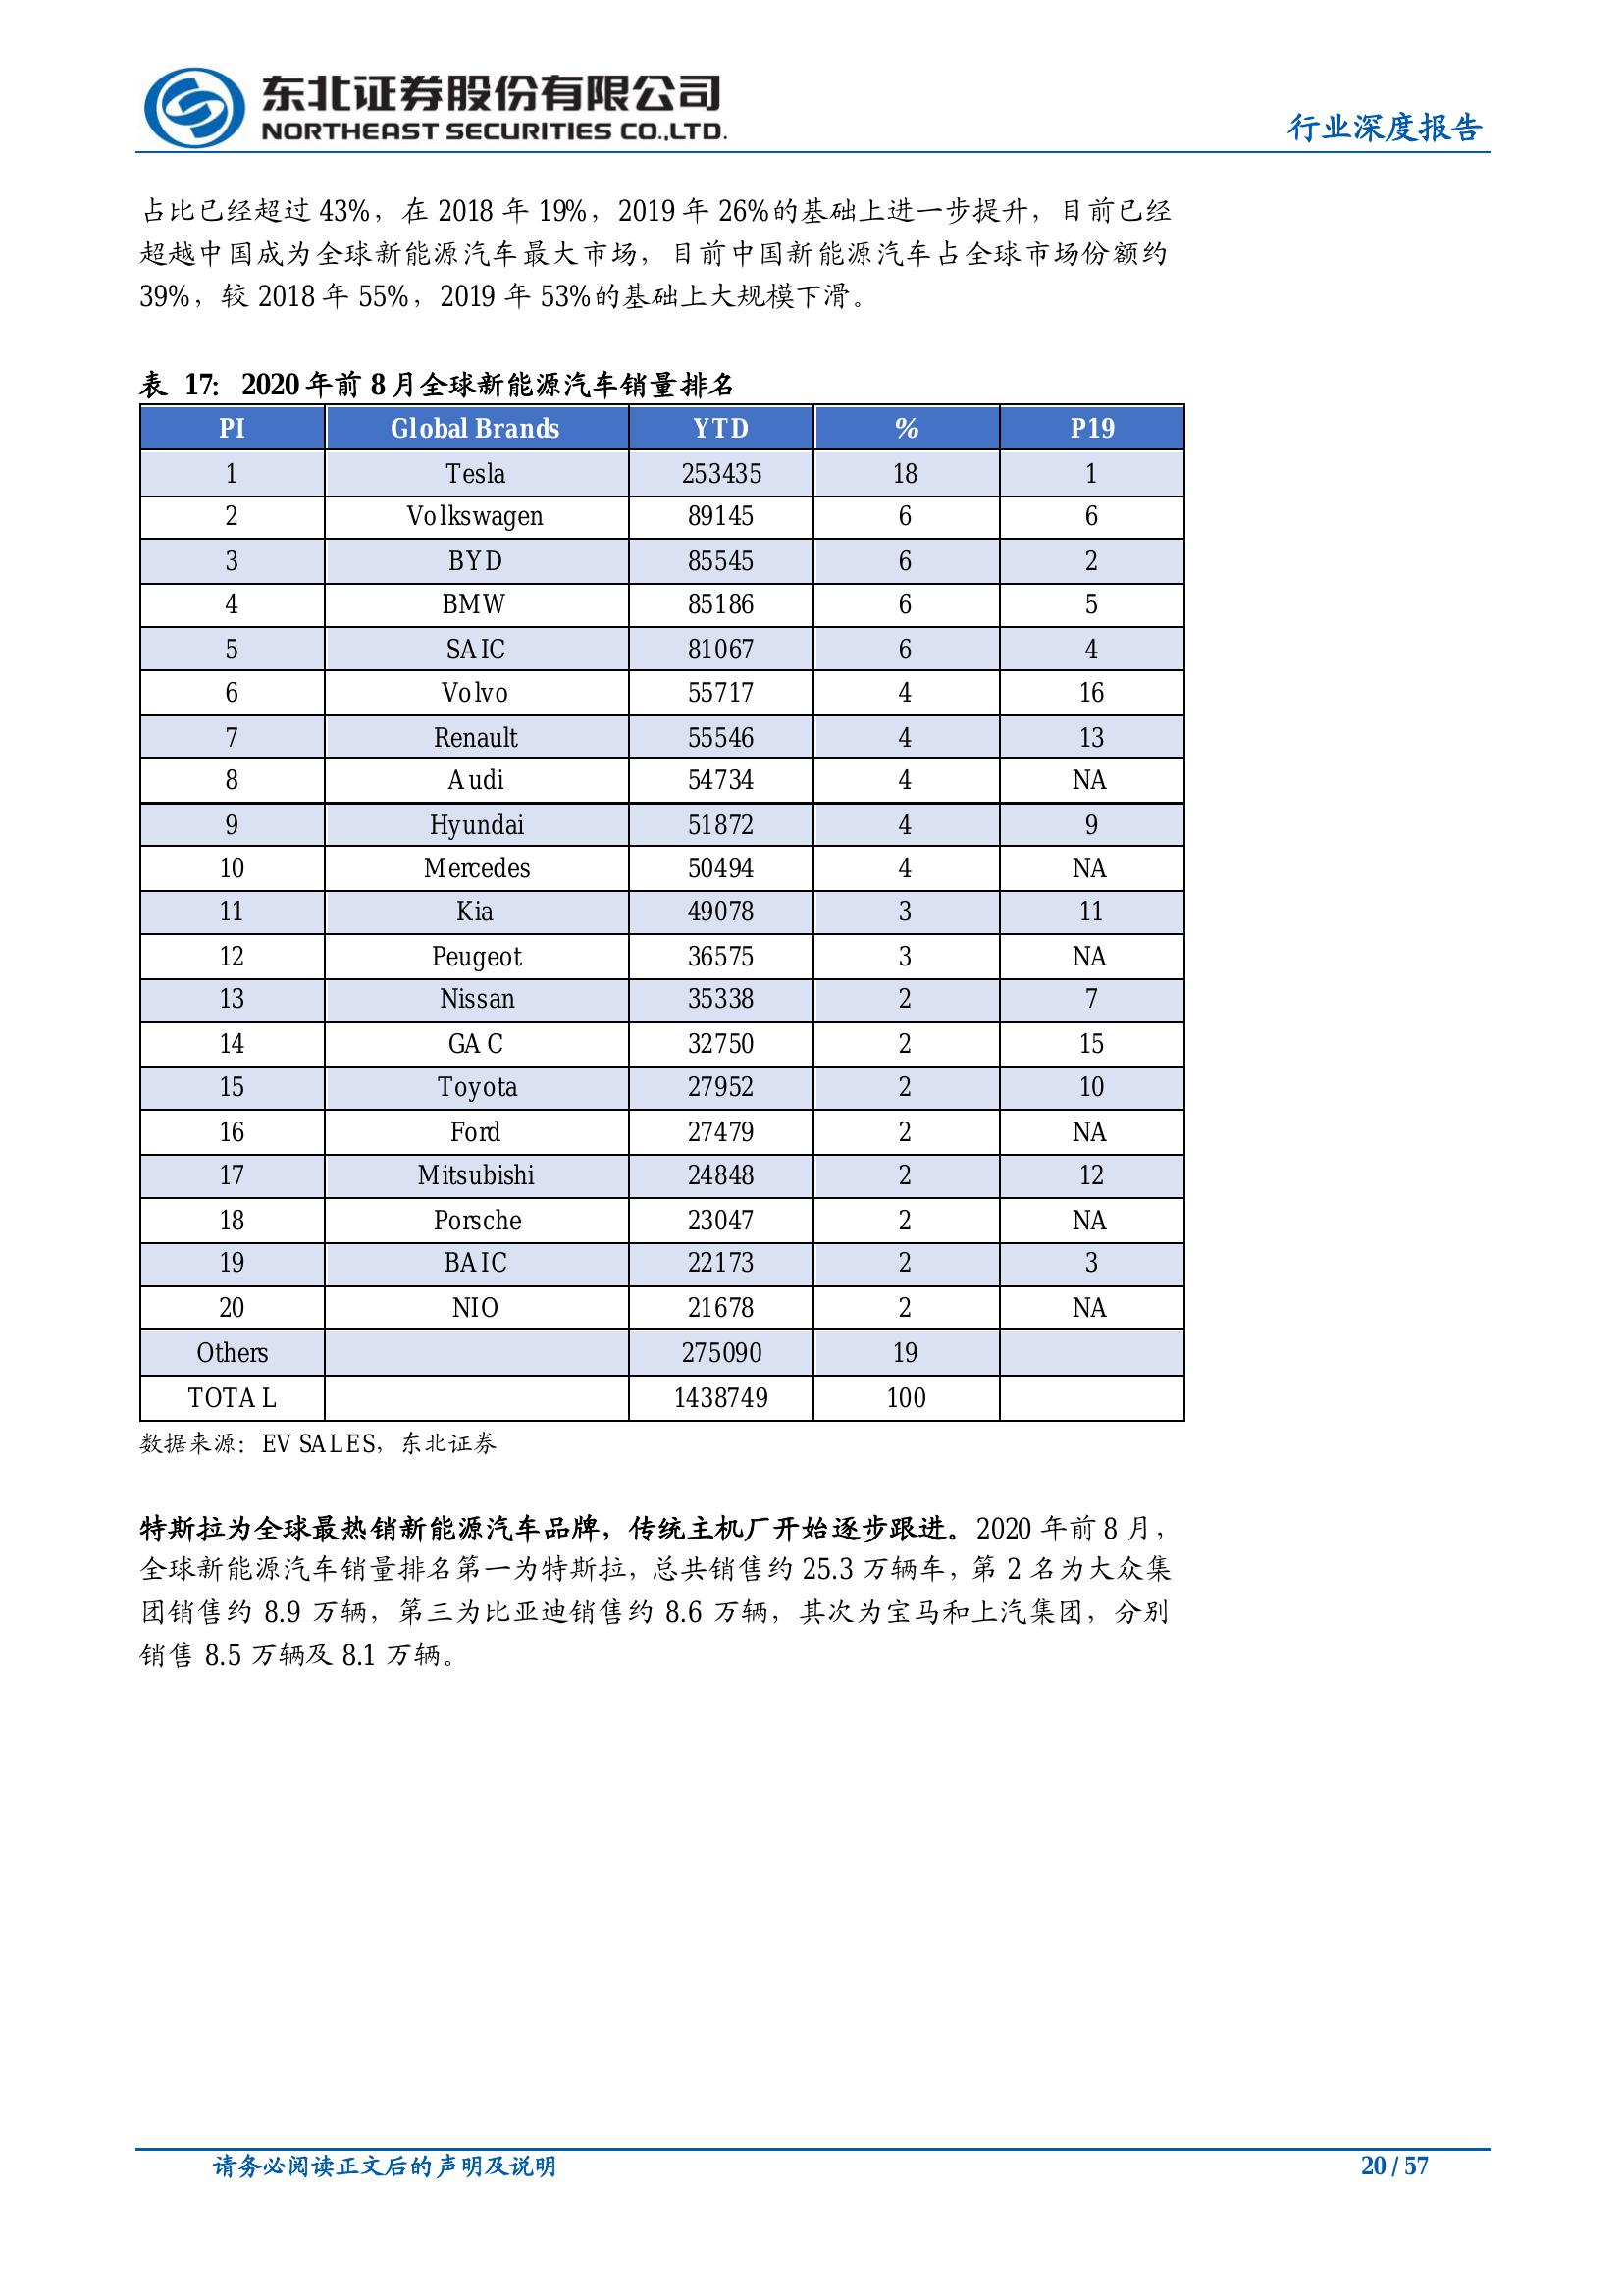 东北证券股份有限公司
NORTHEAST SECURITIES CO.,LTD.
行业深度报告
占比已经超过 43%，在 2018 年 19%，2019 年 26%的基础上进一步提升，目前已经
超越中国成为全球新能源汽车最大市场，目前中国新能源汽车占全球市场份额约
39%，较 2018 年 55%，2019 年 53%的基础上大规模下滑。
表 17：2020 年前 8 月全球新能源汽车销量排名
PI Global Brands YTD % P19
1 Tesla 253435 18 1
2 Volkswagen 89145 6 6
3 BYD 85545 6 2
4 BMW 85186 6 5
5 SAIC 81067 6 4
6 Volvo 55717 4 16
7 Renault 55546 4 13
8 Audi 54734 4 NA
9 Hyundai 51872 4 9
10 Mercedes 50494 4 NA
11 Kia 49078 3 11
12 Peugeot 36575 3 NA
13 Nissan 35338 2 7
14 GAC 32750 2 15
15 Toyota 27952 2 10
16 Ford 27479 2 NA
17 Mitsubishi 24848 2 12
18 Porsche 23047 2 NA
19 BAIC 22173 2 3
20 NIO 21678 2 NA
Others 275090 19
TOTAL 1438749 100
数据来源：EV SALES，东北证券
特斯拉为全球最热销新能源汽车品牌，传统主机厂开始逐步跟进。2020 年前 8 月，
全球新能源汽车销量排名第一为特斯拉，总共销售约 25.3 万辆车，第 2 名为大众集
团销售约 8.9 万辆，第三为比亚迪销售约 8.6 万辆，其次为宝马和上汽集团，分别
销售 8.5 万辆及 8.1 万辆。
请务必阅读正文后的声明及说明
20 / 57